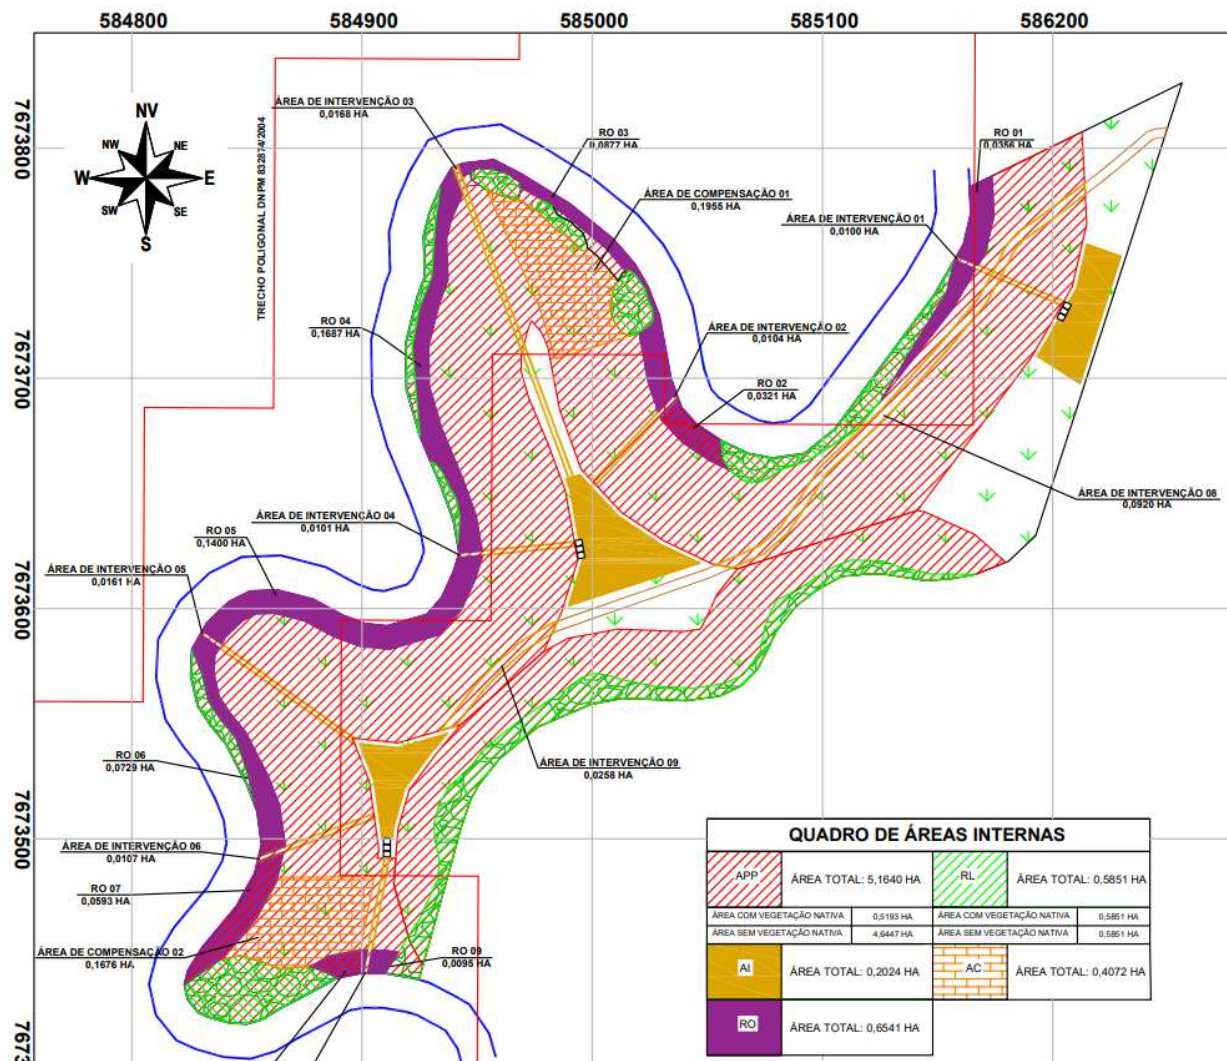 584800 584900 585000 585100 586200
7673800
7673700
7673600
7673500
NV
NW NE
W E
SW SE
S
TRECHO POLIGONAL DNPM 832874/2004
ÁREA DE INTERVENÇÃO 03
0,0168 HA
RO 03
0,0877 HA
RO 01
0,0356 HA
ÁREA DE COMPENSAÇÃO 01
0,1955 HA
ÁREA DE INTERVENÇÃO 01
0,0100 HA
RO 04
0,1687 HA
ÁREA DE INTERVENÇÃO 02
0,0104 HA
RO 02
0,0321 HA
ÁREA DE INTERVENÇÃO 08
0,0920 HA
ÁREA DE INTERVENÇÃO 04
0,0101 HA
RO 05
0,1400 HA
ÁREA DE INTERVENÇÃO 05
0,0161 HA
ÁREA DE INTERVENÇÃO 09
0,0258 HA
RO 06
0,0729 HA
ÁREA DE INTERVENÇÃO 06
0,0107 HA
RO 07
0,0593 HA
ÁREA DE COMPENSAÇÃO 02
0,1676 HA
RO 09
0,0095 HA
QUADRO DE ÁREAS INTERNAS
APP ÁREA TOTAL: 5,1640 HA RL ÁREA TOTAL: 0,5851 HA
ÁREA COM VEGETAÇÃO NATIVA 0,5193 HA ÁREA COM VEGETAÇÃO NATIVA 0,5851 HA
ÁREA SEM VEGETAÇÃO NATIVA 4,6447 HA ÁREA SEM VEGETAÇÃO NATIVA 0,5851 HA
AI ÁREA TOTAL: 0,2024 HA AC ÁREA TOTAL: 0,4072 HA
RO ÁREA TOTAL: 0,6541 HA